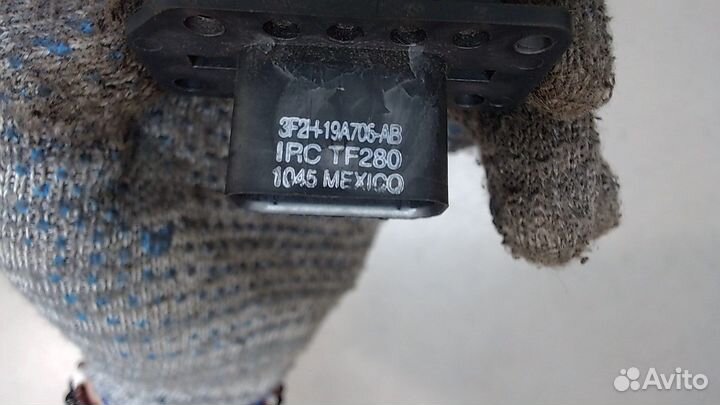 3F2H-19A706-AB
IRC TF280
1045 MEXICO
Avito